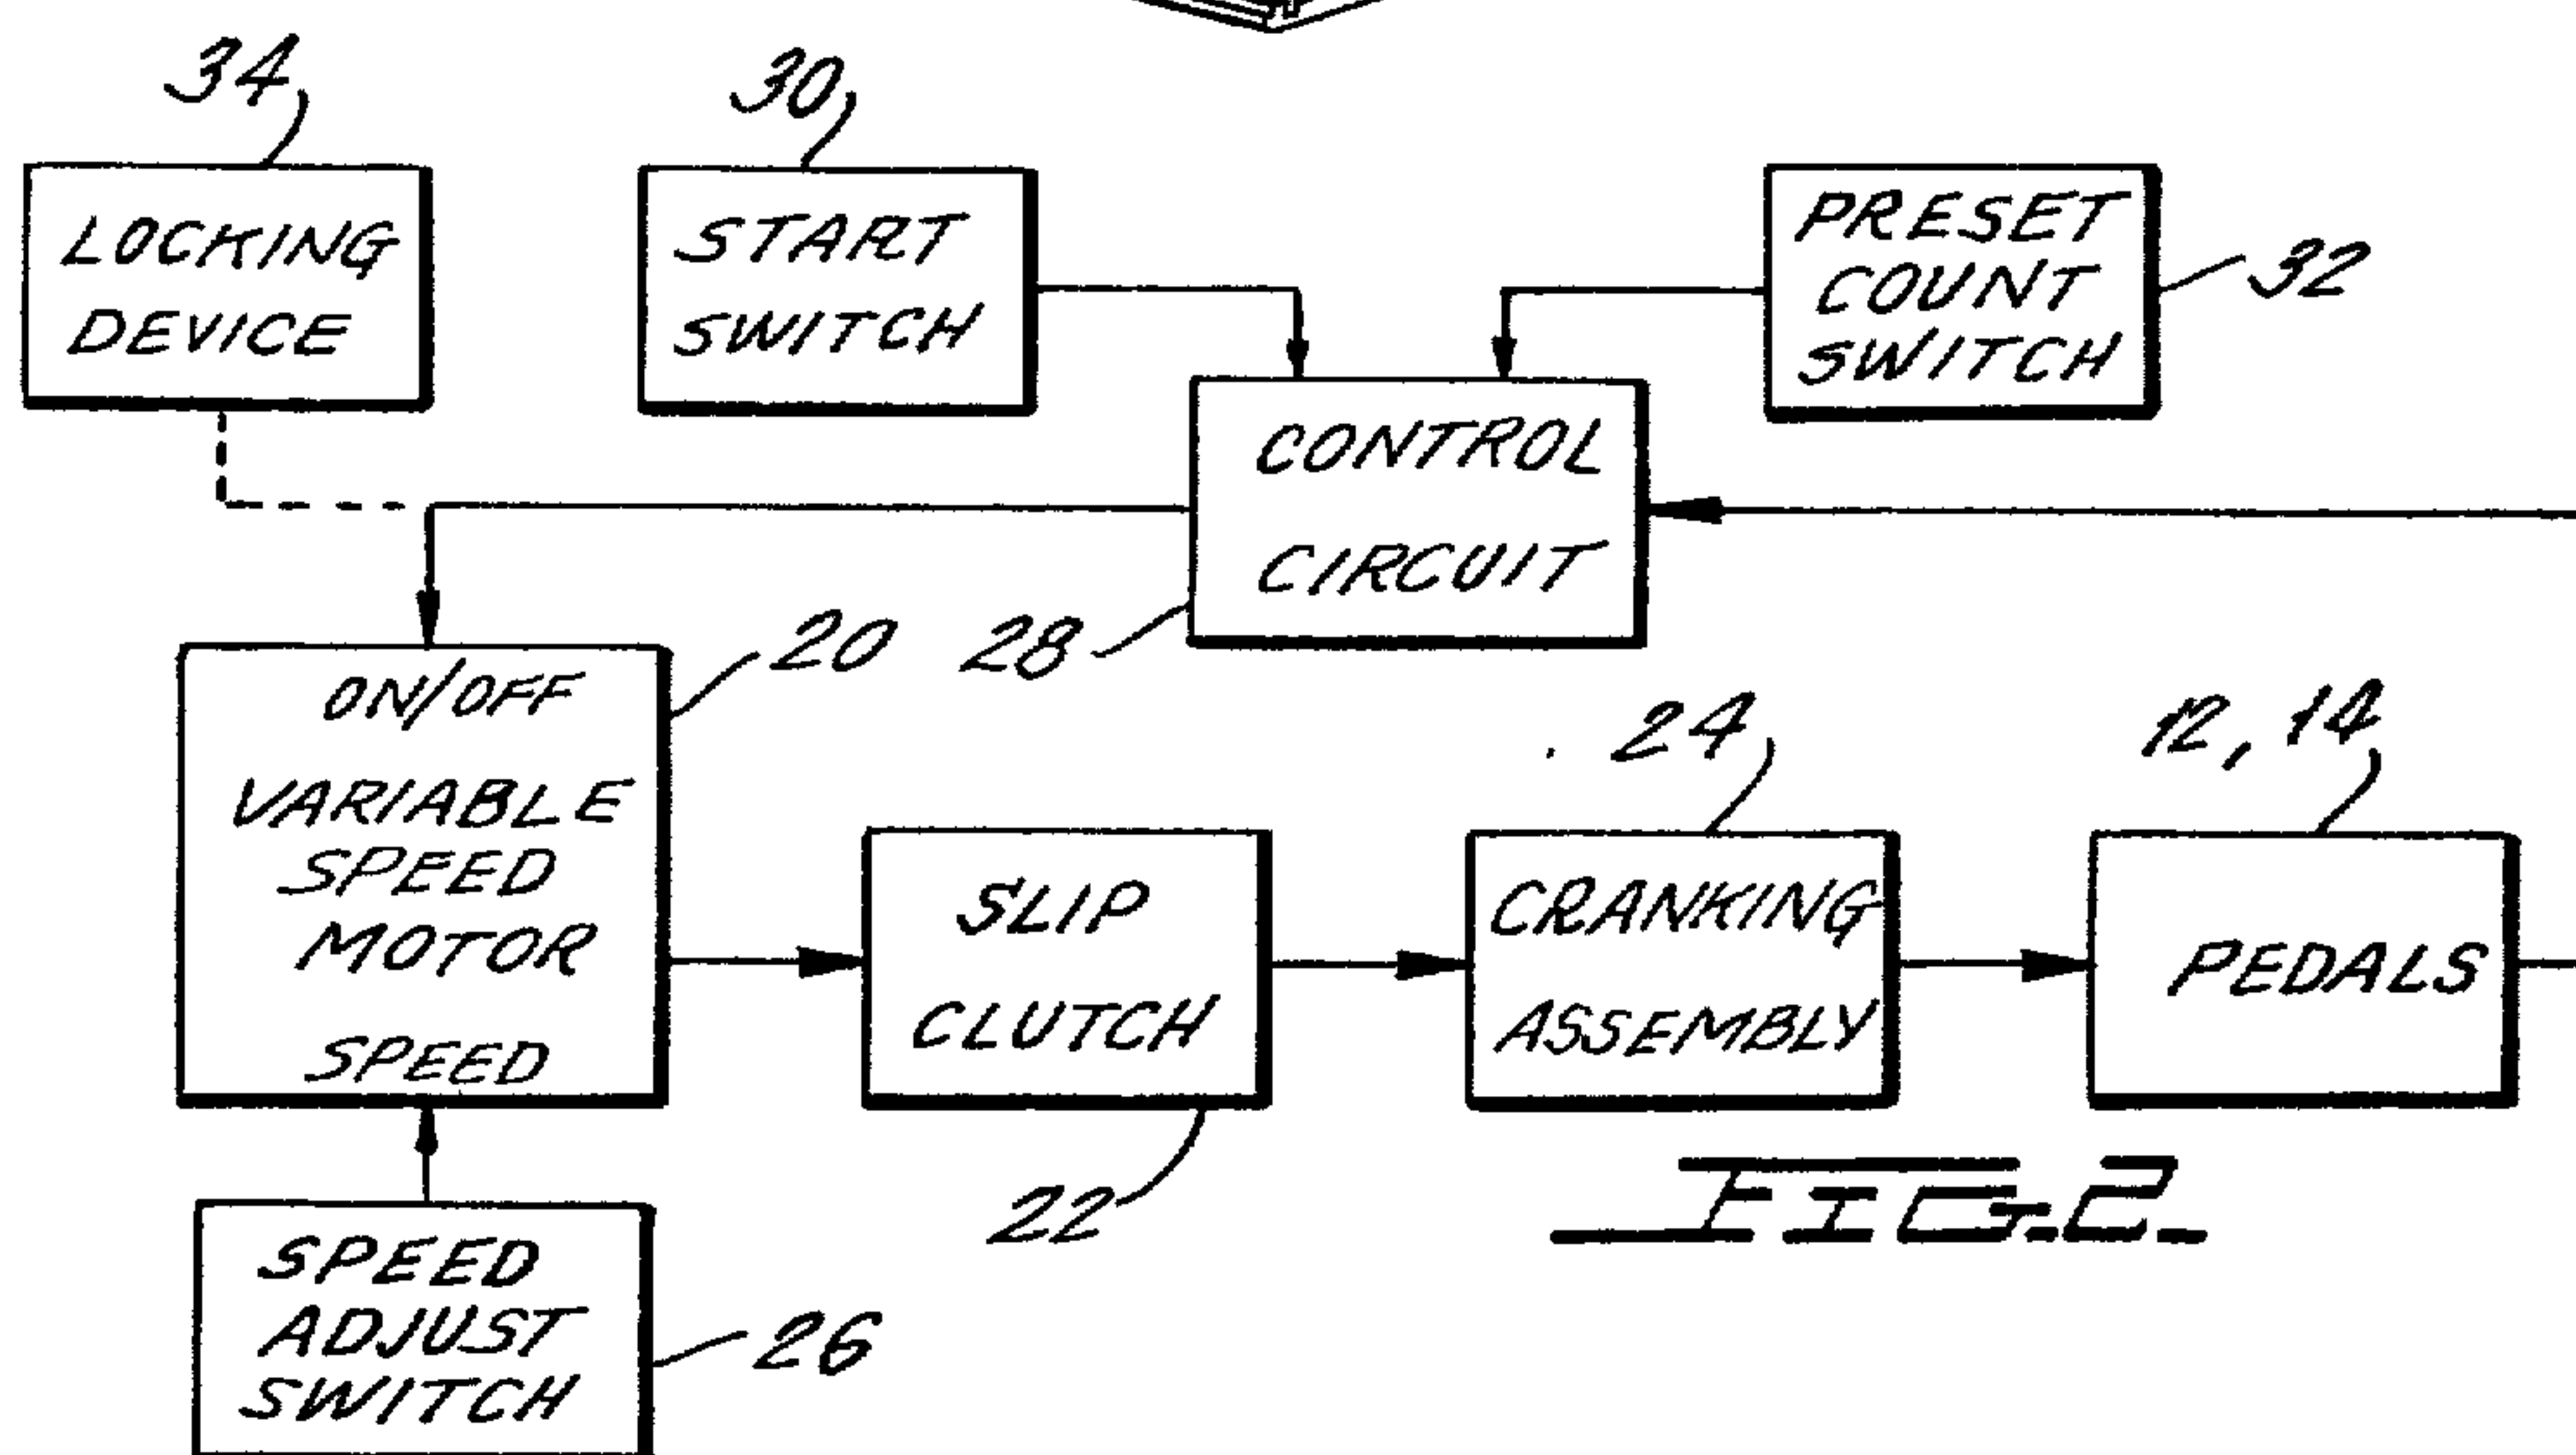 34
30
LOCKING
DEVICE
START
SWITCH
PRESET
COUNT
SWITCH
32
CONTROL
CIRCUIT
28
20
ON/OFF
VARIABLE
SPEED
MOTOR
SPEED
24
12, 14
SLIP
CLUTCH
CRANKING
ASSEMBLY
PEDALS
22
FIG. 2.
SPEED
ADJUST
SWITCH
26